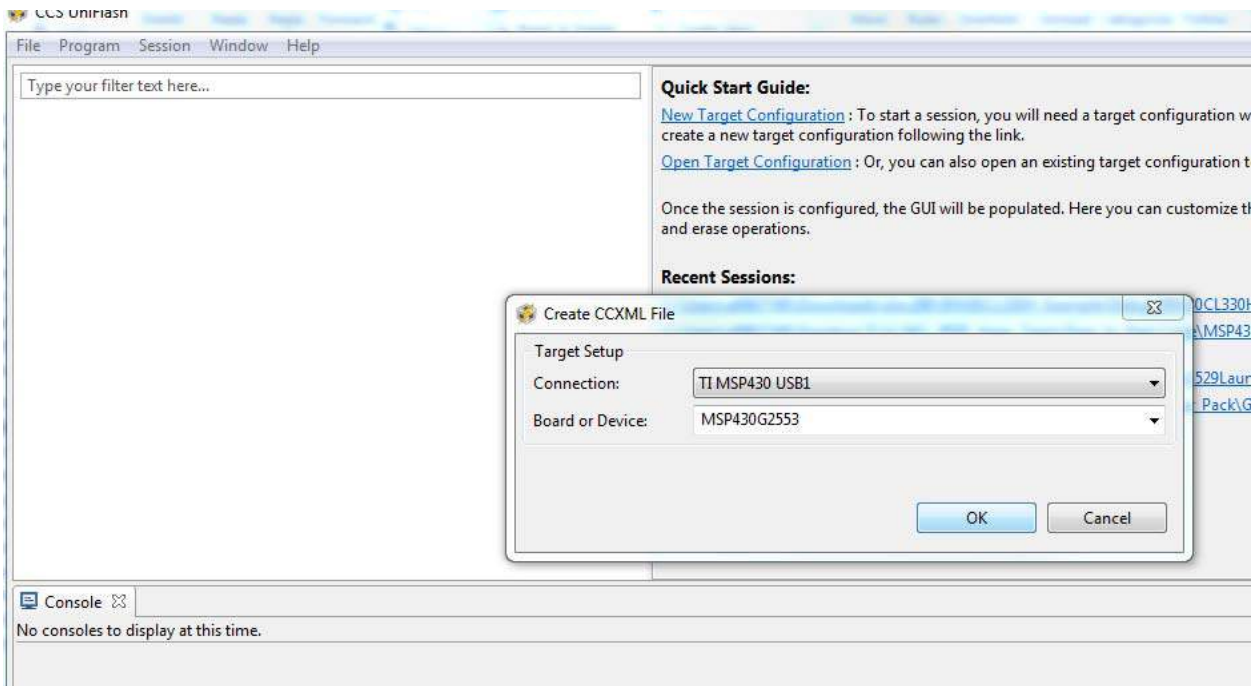 CCS UniFlash
File Program Session Window Help
Type your filter text here...
Quick Start Guide:
New Target Configuration : To start a session, you will need a target configuration w
create a new target configuration following the link.
Open Target Configuration : Or, you can also open an existing target configuration t
Once the session is configured, the GUI will be populated. Here you can customize th
and erase operations.
Recent Sessions:
0CL330H
\MSP43
529Laun
Pack\G
Create CCXML File
Target Setup
Connection: TI MSP430 USB1
Board or Device: MSP430G2553
OK Cancel
Console
No consoles to display at this time.